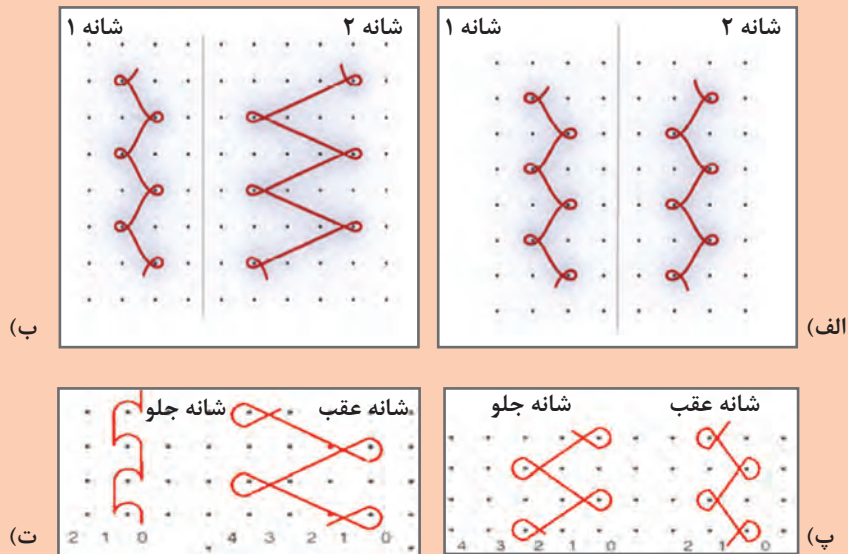 شانه ۲ شانه ۱
الف)
شانه ۲ شانه ۱
ب)
شانه عقب شانه جلو
4 3 2 1 0 2 1 0
پ)
شانه عقب شانه جلو
2 1 0 4 3 2 1 0
ت)